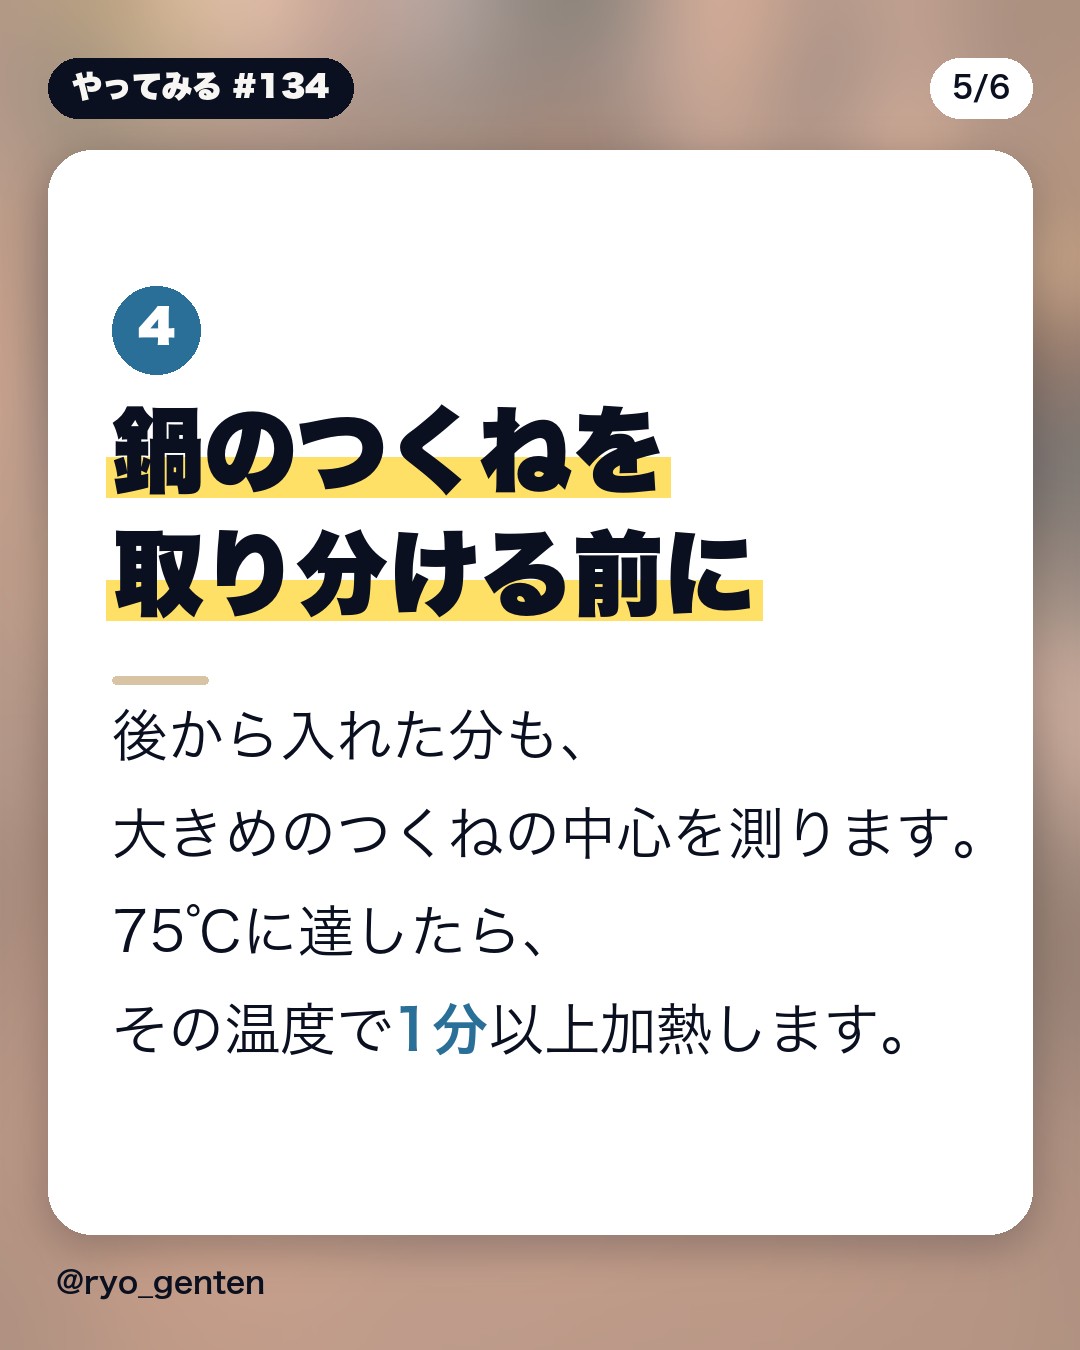 やってみる #134
5/6
4
鍋のつくねを
取り分ける前に
後から入れた分も、
大きめのつくねの中心を測ります。
75℃に達したら、
その温度で1分以上加熱します。
@ryo_genten